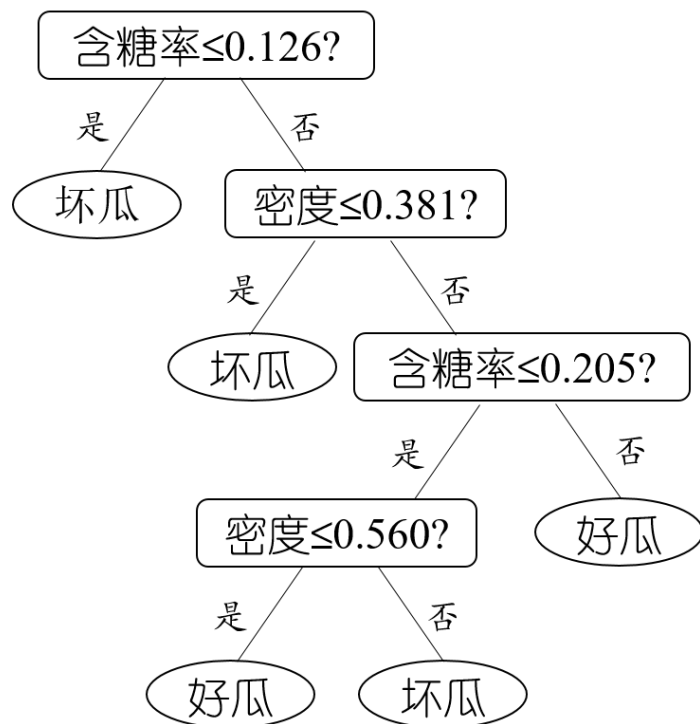 含糖率≤0.126?
是
否
坏瓜
密度≤0.381?
是
否
坏瓜
含糖率≤0.205?
是
否
密度≤0.560?
好瓜
是
否
好瓜
坏瓜